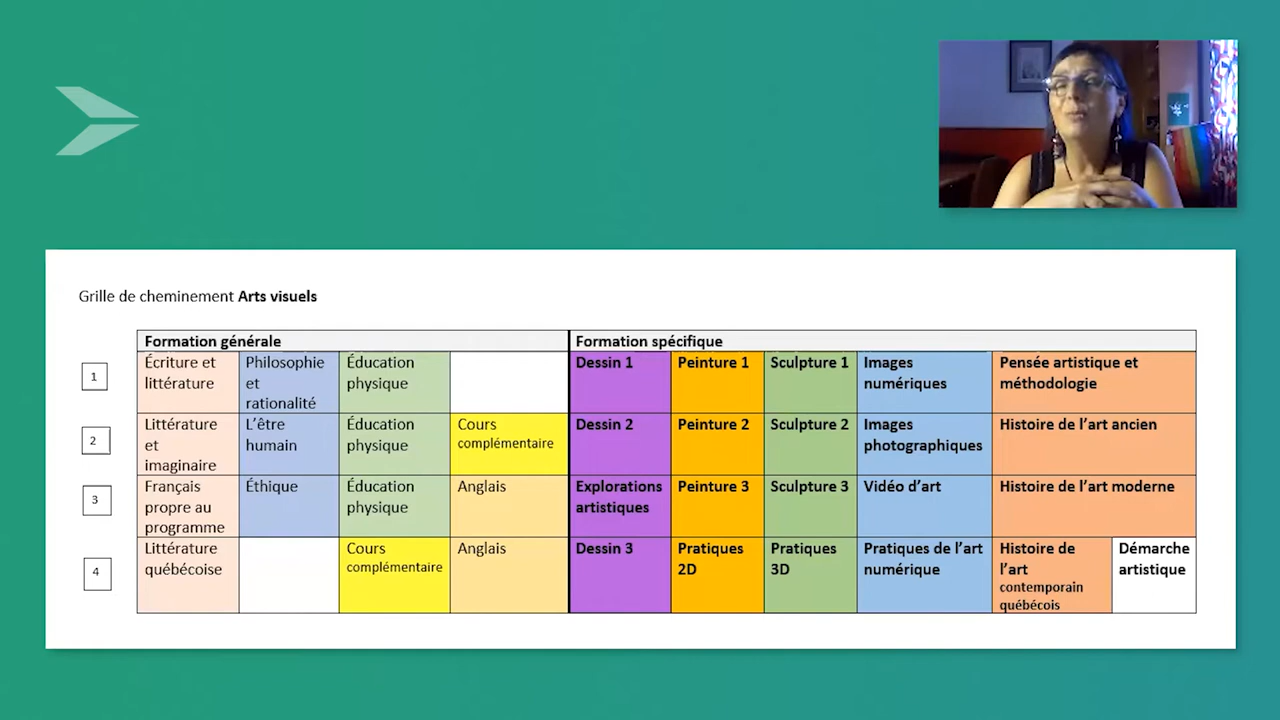 Grille de cheminement Arts visuels
Formation générale
Formation spécifique
1
Écriture et
littérature
Philosophie
et
rationalité
Éducation
physique
Dessin 1
Peinture 1
Sculpture 1
Images
numériques
Pensée artistique et
méthodologie
2
Littérature
et
imaginaire
L'être
humain
Éducation
physique
Cours
complémentaire
Dessin 2
Peinture 2
Sculpture 2
Images
photographiques
Histoire de l'art ancien
3
Français
propre au
programme
Éthique
Éducation
physique
Anglais
Explorations
artistiques
Peinture 3
Sculpture 3
Vidéo d'art
Histoire de l'art moderne
4
Littérature
québécoise
Cours
complémentaire
Anglais
Dessin 3
Pratiques
2D
Pratiques
3D
Pratiques de l'art
numérique
Histoire de
l'art
contemporain
québécois
Démarche
artistique